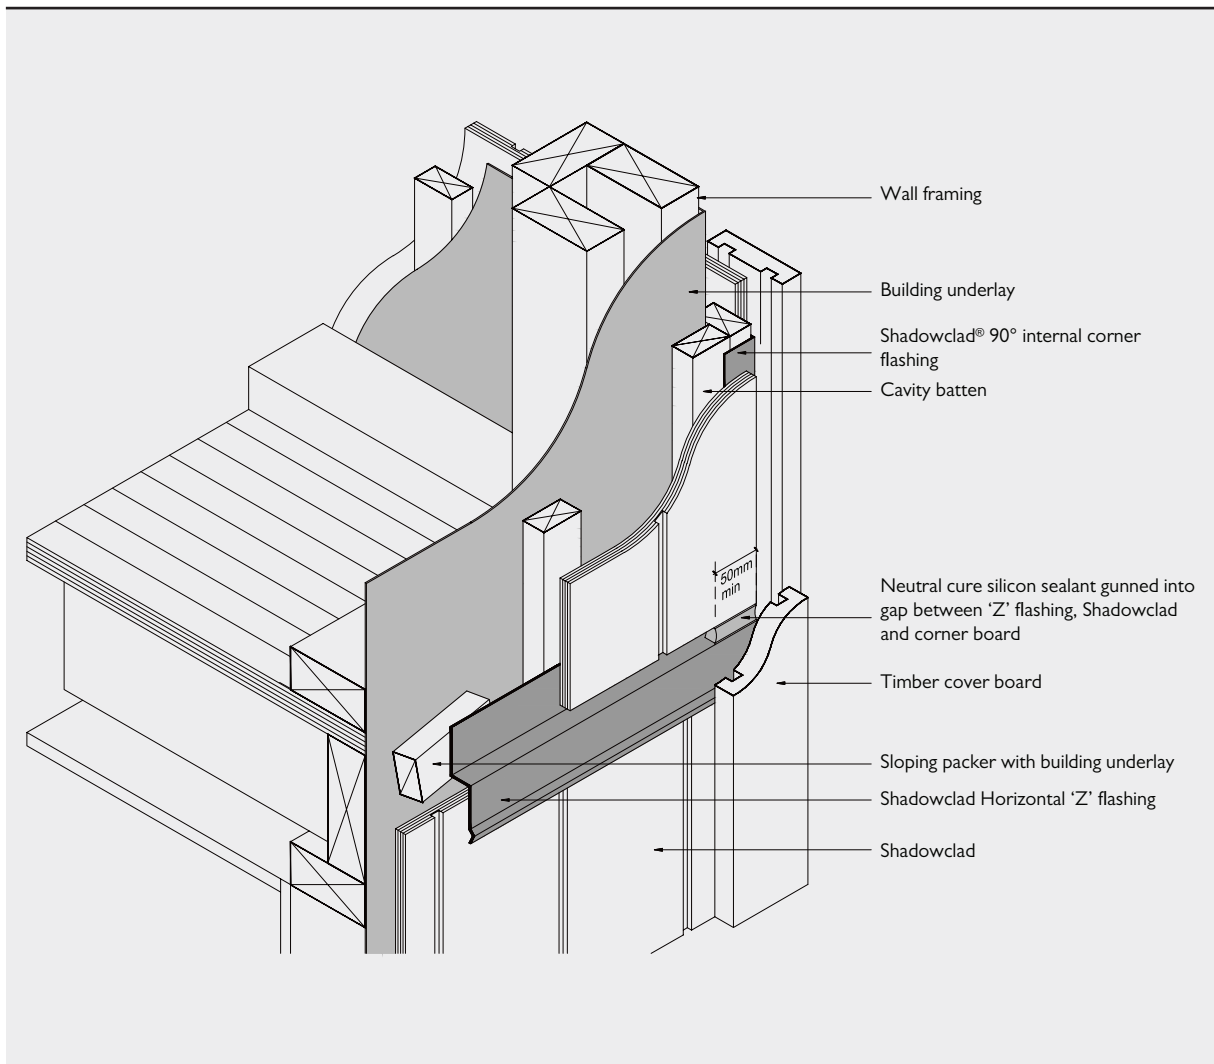 Wall framing
Building underlay
Shadowclad® 90° internal corner
flashing
Cavity batten
50mm
min
Neutral cure silicon sealant gunned into
gap between ‘Z’ flashing, Shadowclad
and corner board
Timber cover board
Sloping packer with building underlay
Shadowclad Horizontal ‘Z’ flashing
Shadowclad